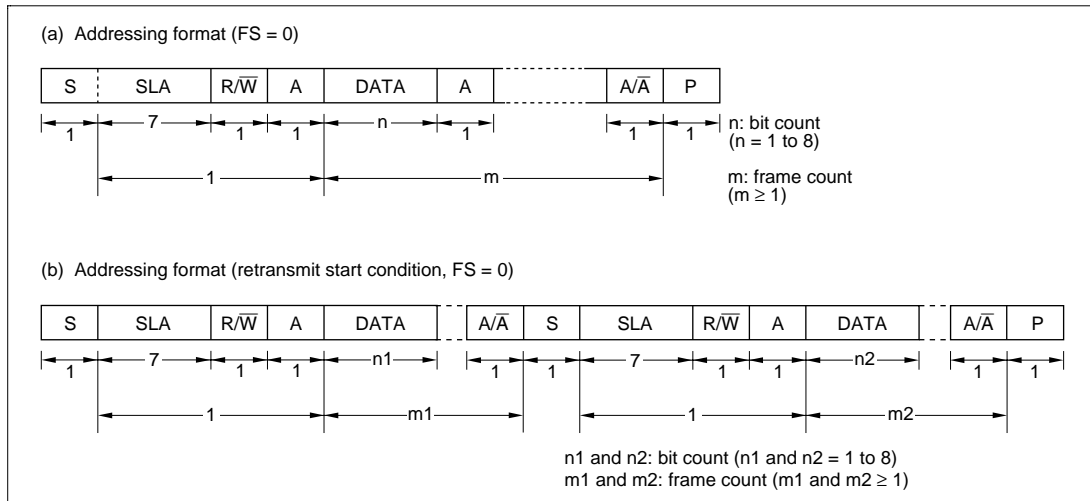 (a) Addressing format (FS = 0)
S SLA R/W̅ A DATA A A/A̅ P
1 7 1 1 n 1 1 1
n: bit count
(n = 1 to 8)
1 m
m: frame count
(m ≥ 1)
(b) Addressing format (retransmit start condition, FS = 0)
S SLA R/W̅ A DATA A/A̅ S SLA R/W̅ A DATA A/A̅ P
1 7 1 1 n1 1 1 7 1 1 n2 1 1
1 m1 1 m2
n1 and n2: bit count (n1 and n2 = 1 to 8)
m1 and m2: frame count (m1 and m2 ≥ 1)